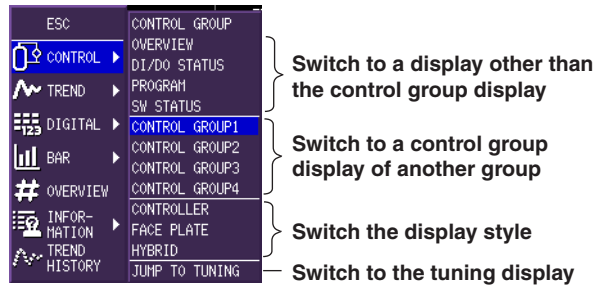 ESC
CONTROL
TREND
DIGITAL
BAR
OVERVIEW
INFOR-
MATION
TREND
HISTORY
123
CONTROL GROUP
OVERVIEW
DI/DO STATUS
PROGRAM
SW STATUS
CONTROL GROUP1
CONTROL GROUP2
CONTROL GROUP3
CONTROL GROUP4
CONTROLLER
FACE PLATE
HYBRID
JUMP TO TUNING
Switch to a display other than
the control group display
Switch to a control group
display of another group
Switch the display style
Switch to the tuning display